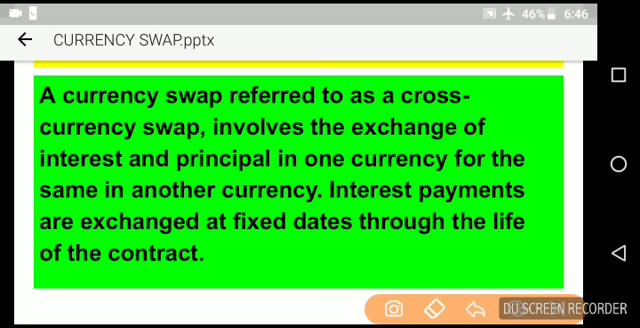 46% 6:46
CURRENCY SWAP.pptx
A currency swap referred to as a cross-
currency swap, involves the exchange of
interest and principal in one currency for the
same in another currency. Interest payments
are exchanged at fixed dates through the life
of the contract.
DU SCREEN RECORDER